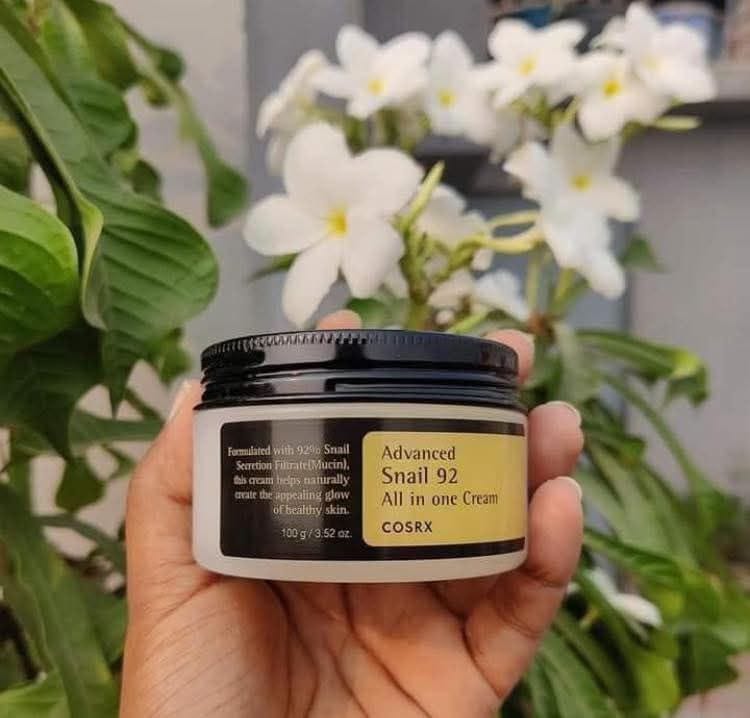 Formulated with 92% Snail
Secretion Filtrate(Mucin),
this cream helps naturally
create the appealing glow
of healthy skin.
100 g / 3.52 oz.
Advanced
Snail 92
All in one Cream
COSRX